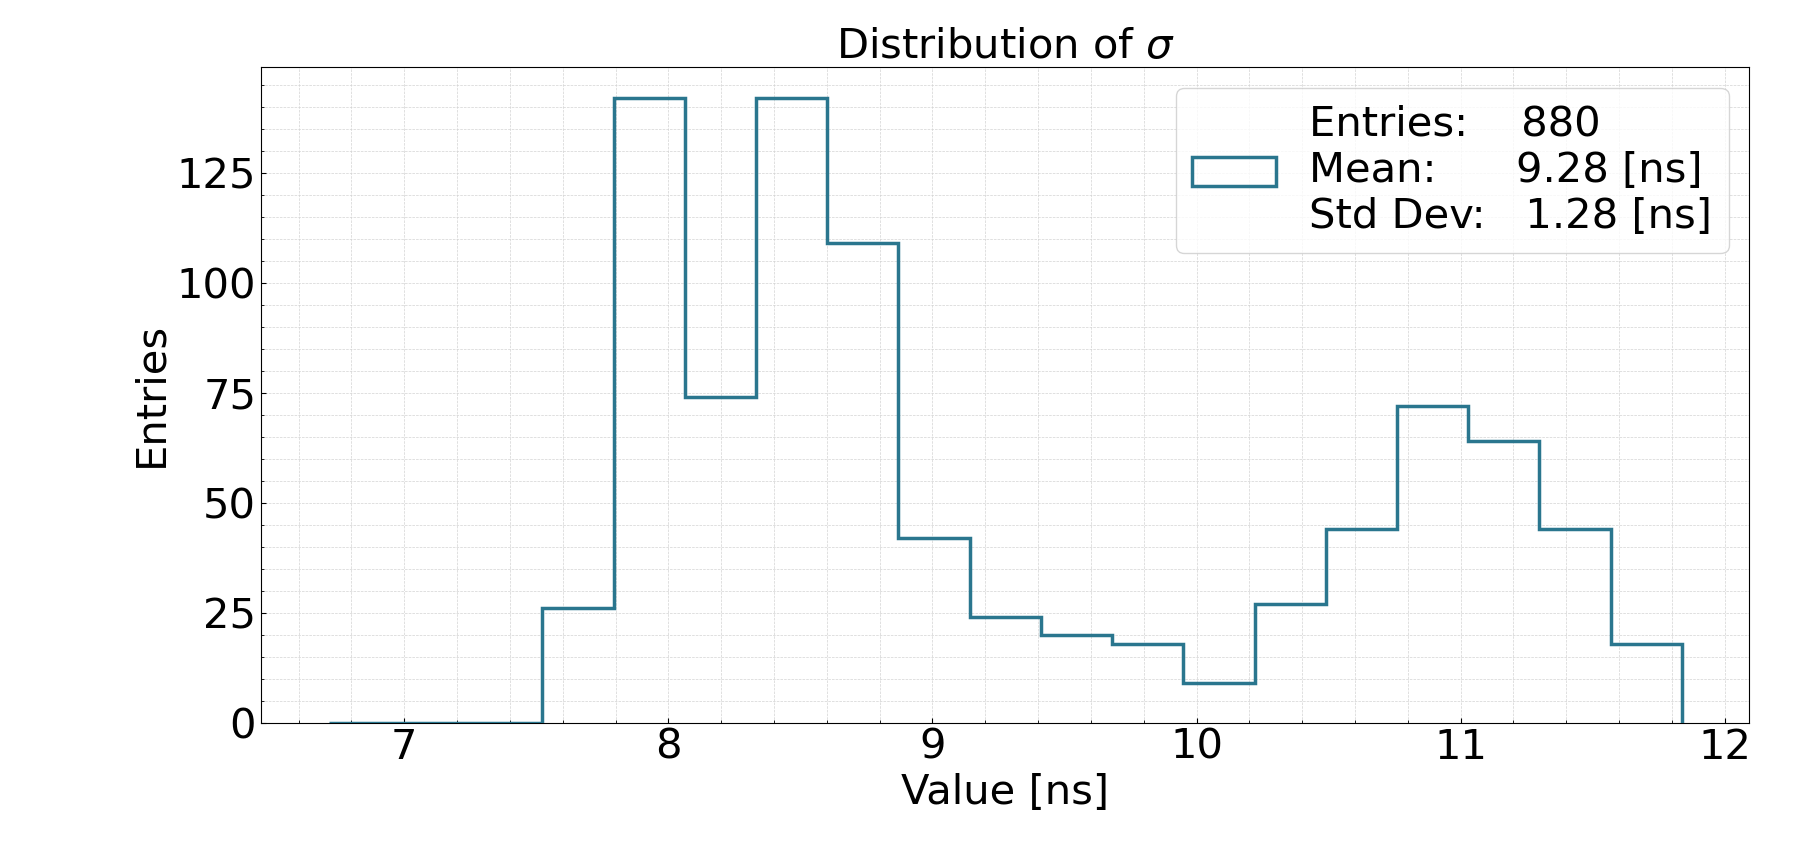 Distribution of σ
Entries: 880
Mean: 9.28 [ns]
Std Dev: 1.28 [ns]
125
100
75
50
25
0
Entries
7 8 9 10 11 12
Value [ns]